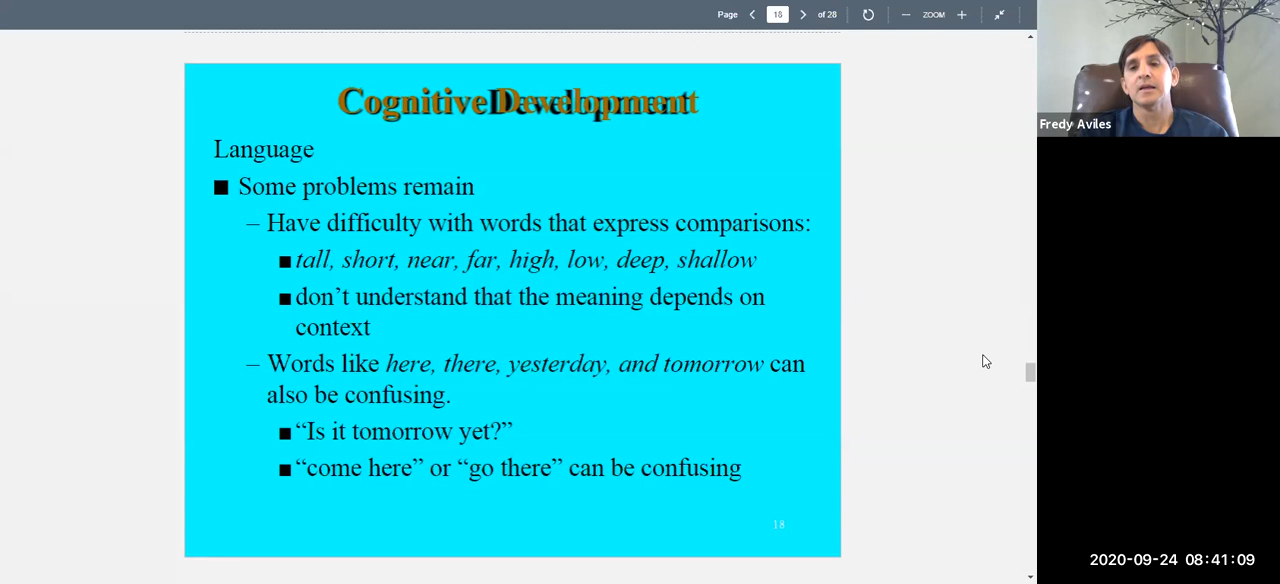 Page 18 of 28 ZOOM
Cognitive Development
Language
Some problems remain
– Have difficulty with words that express comparisons:
tall, short, near, far, high, low, deep, shallow
don’t understand that the meaning depends on
context
– Words like here, there, yesterday, and tomorrow can
also be confusing.
“Is it tomorrow yet?”
“come here” or “go there” can be confusing
18
Fredy Aviles
2020-09-24 08:41:09